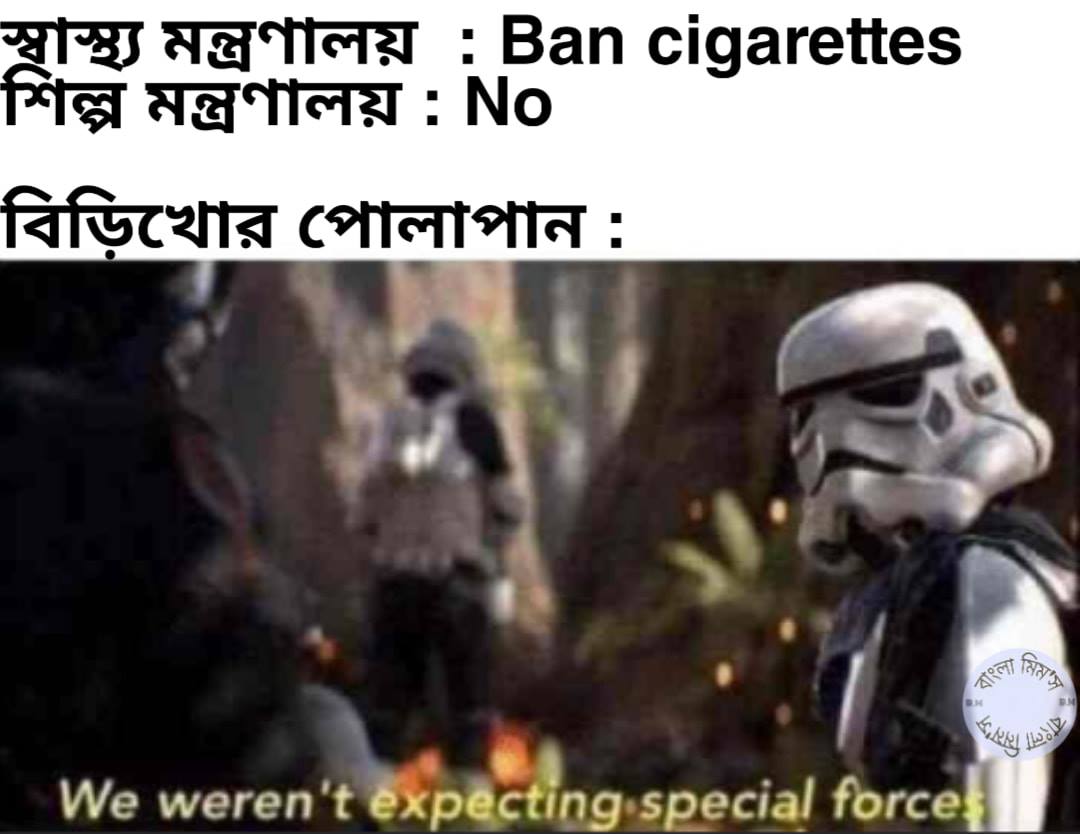 স্বাস্থ্য মন্ত্রণালয় : Ban cigarettes
শিল্প মন্ত্রণালয় : No
বিড়িখোর পোলাপান :
We weren't expecting special forces
বাংলা মিম'স
B.M B.M
বাংলা মিম'স